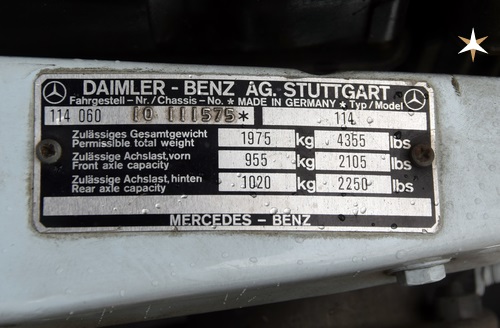 DAIMLER - BENZ AG. STUTTGART
Fahrgestell - Nr./Chassis - No. * MADE IN GERMANY ★ Typ/Model
114 060 10 111575* 114
Zulässiges Gesamtgewicht
Permissible total weight 1975 kg 4355 lbs
Zulässige Achslast,vorn
Front axle capacity 955 kg 2105 lbs
Zulässige Achslast,hinten
Rear axle capacity 1020 kg 2250 lbs
MERCEDES - BENZ